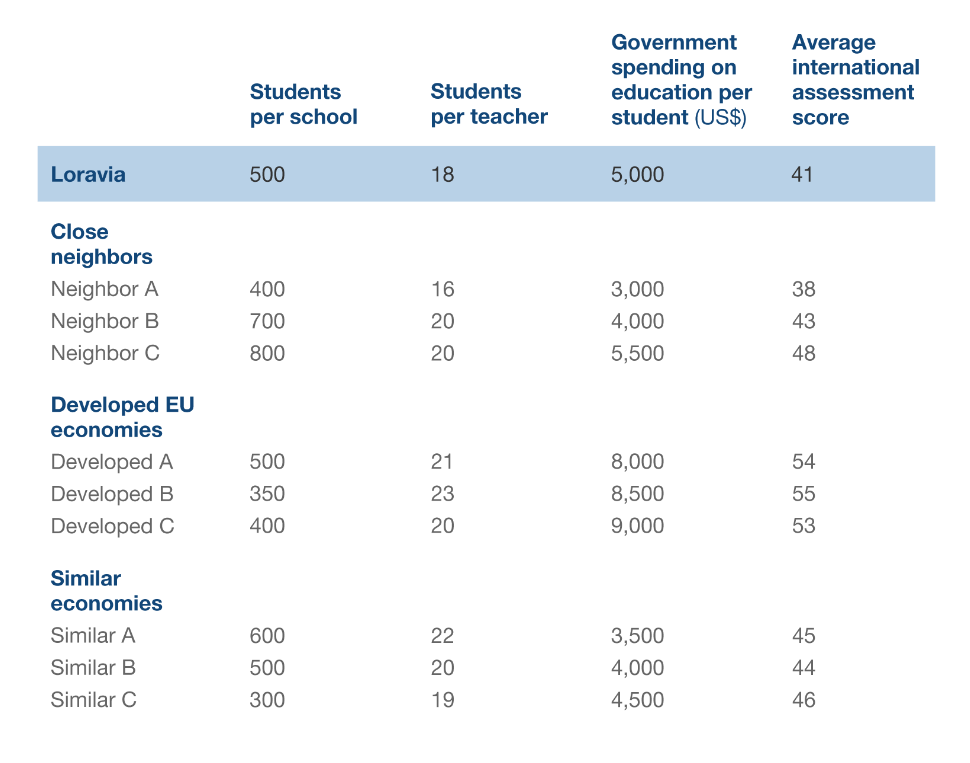 Students per school Students per teacher Government spending on education per student (US$) Average international assessment score
Loravia 500 18 5,000 41
Close
neighbors
Neighbor A 400 16 3,000 38
Neighbor B 700 20 4,000 43
Neighbor C 800 20 5,500 48
Developed EU
economies
Developed A 500 21 8,000 54
Developed B 350 23 8,500 55
Developed C 400 20 9,000 53
Similar
economies
Similar A 600 22 3,500 45
Similar B 500 20 4,000 44
Similar C 300 19 4,500 46